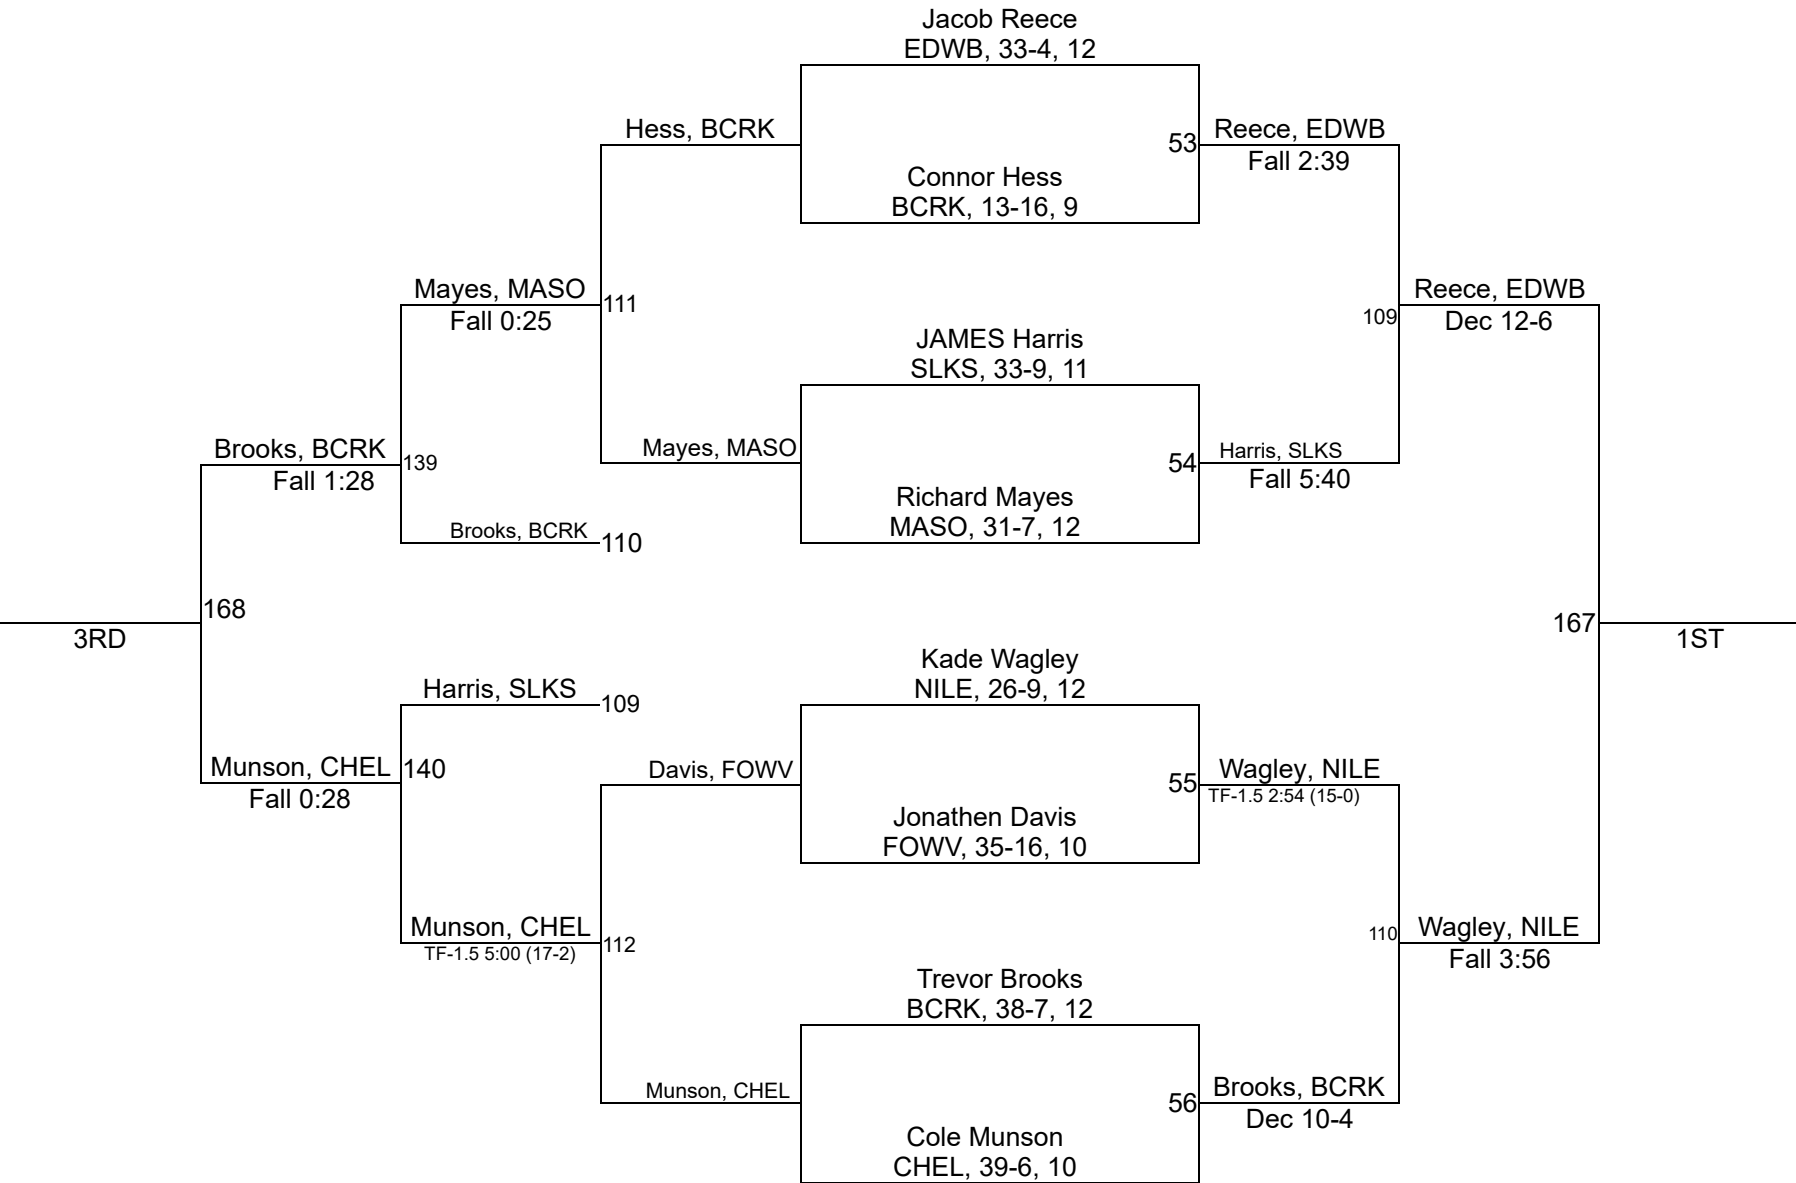 Jacob Reece
EDWB, 33-4, 12
Hess, BCRK
53
Reece, EDWB
Fall 2:39
Connor Hess
BCRK, 13-16, 9
Mayes, MASO
Fall 0:25
111
109
Reece, EDWB
Dec 12-6
JAMES Harris
SLKS, 33-9, 11
Brooks, BCRK
Fall 1:28
139
Mayes, MASO
54
Harris, SLKS
Fall 5:40
Richard Mayes
MASO, 31-7, 12
Brooks, BCRK
110
168
3RD
167
1ST
Kade Wagley
NILE, 26-9, 12
Harris, SLKS
109
Munson, CHEL
Fall 0:28
140
Davis, FOWV
55
Wagley, NILE
TF-1.5 2:54 (15-0)
Jonathen Davis
FOWV, 35-16, 10
Munson, CHEL
TF-1.5 5:00 (17-2)
112
110
Wagley, NILE
Fall 3:56
Trevor Brooks
BCRK, 38-7, 12
Munson, CHEL
56
Brooks, BCRK
Dec 10-4
Cole Munson
CHEL, 39-6, 10